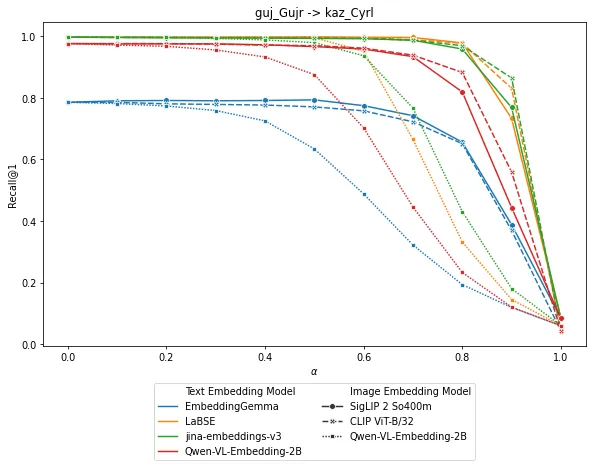 guj_Gujr -> kaz_Cyrl
1.0
0.8
0.6
0.4
0.2
0.0
Recall@1
0.0 0.2 0.4 0.6 0.8 1.0
α
Text Embedding Model Image Embedding Model
EmbeddingGemma SigLIP 2 So400m
LaBSE CLIP ViT-B/32
jina-embeddings-v3 Qwen-VL-Embedding-2B
Qwen-VL-Embedding-2B